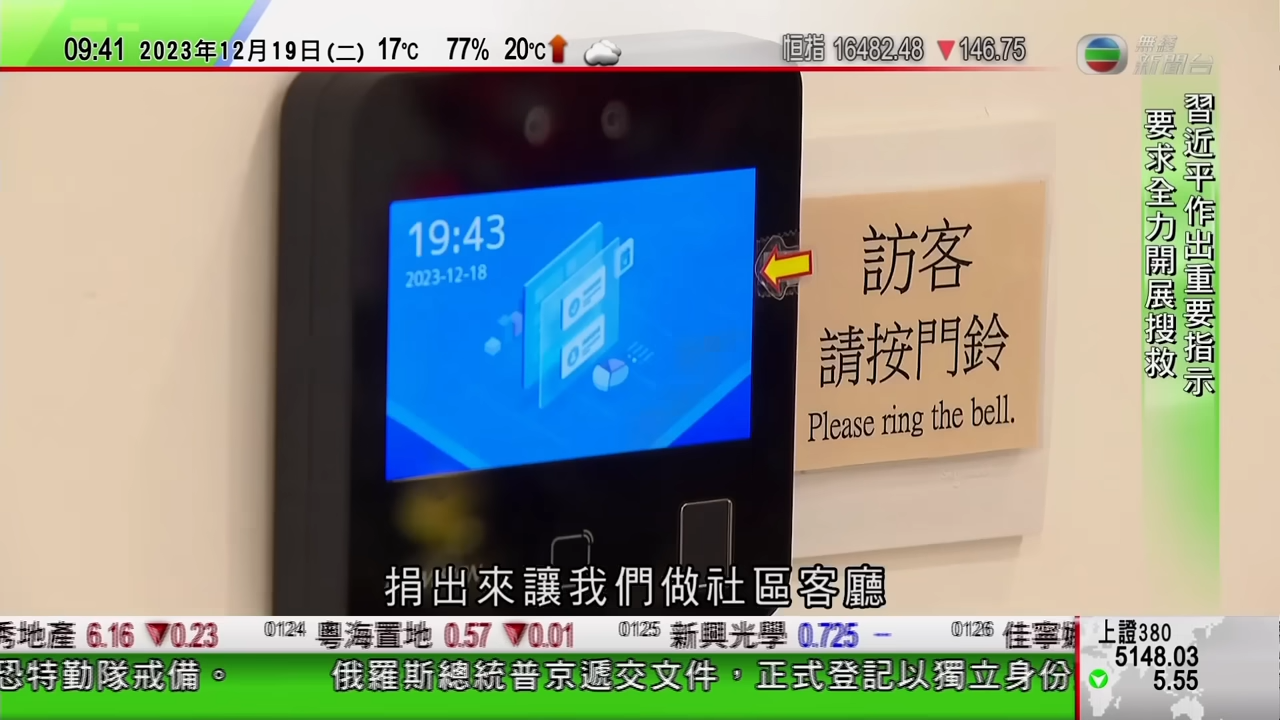 09:41 2023年12月19日(二) 17℃ 77% 20℃
恒指 16482.48 ▼146.75
無綫新聞台
習近平作出重要指示
要求全力開展搜救
19:43
2023-12-18
訪客
請按門鈴
Please ring the bell.
捐出來讓我們做社區客廳
秀地產 6.16 ▼0.23 0124 粵海置地 0.57 ▼0.01 0125 新興光學 0.725 – 0126 佳寧
恐特勤隊戒備。 俄羅斯總統普京遞交文件，正式登記以獨立身份
上證380
5148.03
5.55